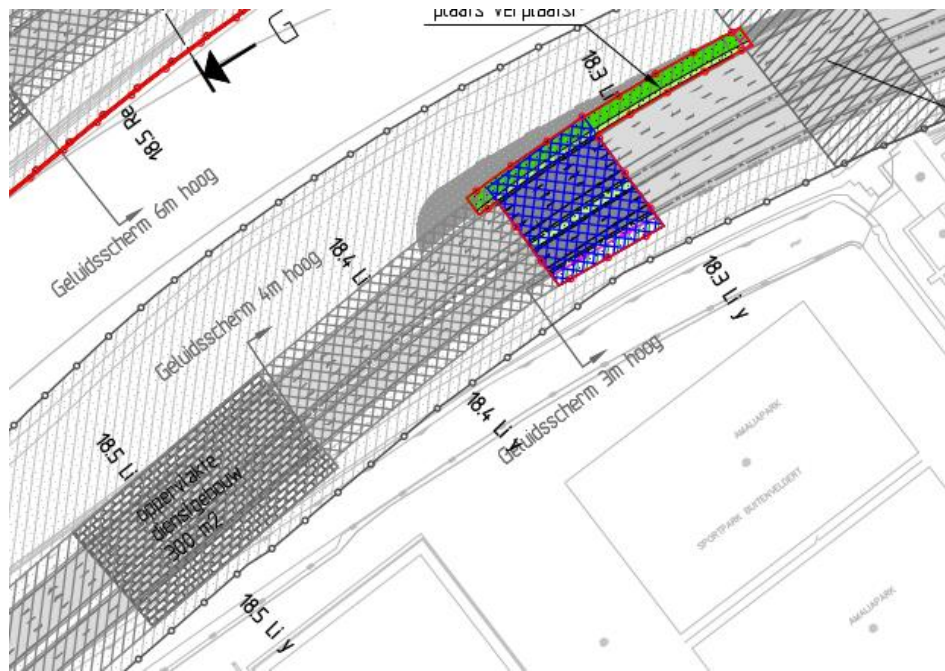 plaats verplaatst
18.3 Li
G
18.5 Re
Geluidsscherm 6m hoog
18.4 Li
Geluidsscherm 4m hoog
18.3 Li y
Geluidsscherm 3m hoog
18.4 Li y
18.5 Li
oppervlakte
dienstgebouw
300 m2
18.5 Li y
AMALIAPARK
SPORTPARK BUITENVELDERT
AMALIAPARK